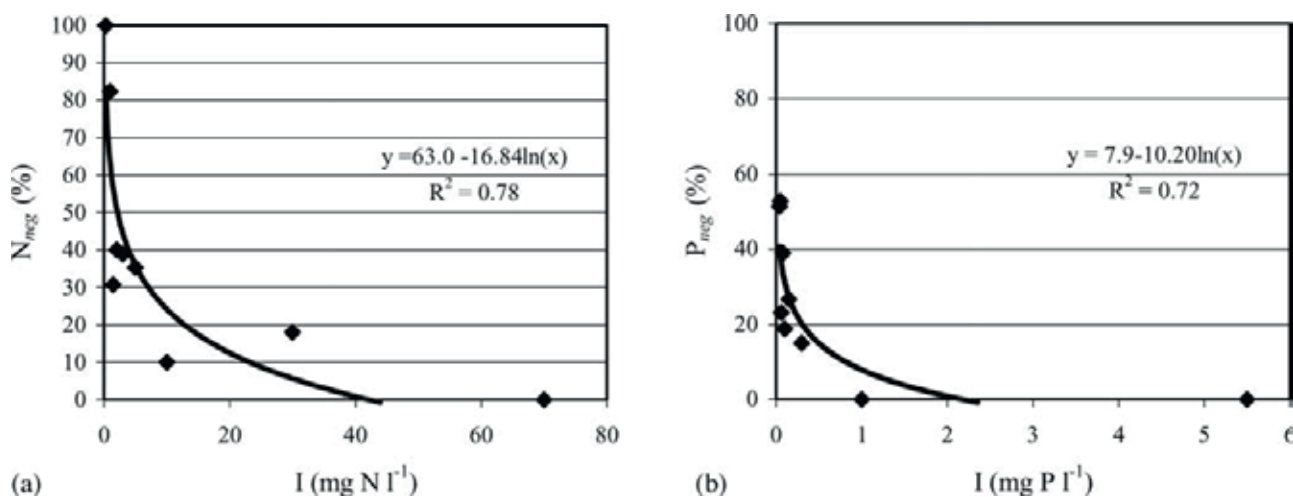 100
90
80
70
60
50
40
30
20
10
0
N_neg (%)
y =63.0 -16.84ln(x)
R² = 0.78
0 20 40 60 80
(a) I (mg N l⁻¹)
100
80
60
40
20
0
P_neg (%)
y = 7.9-10.20ln(x)
R² = 0.72
0 1 2 3 4 5 6
(b) I (mg P l⁻¹)